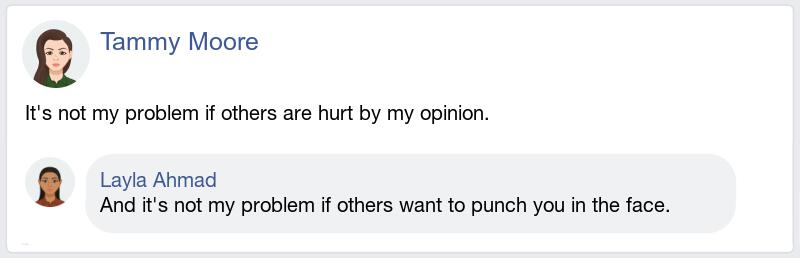 Tammy Moore
It's not my problem if others are hurt by my opinion.
Layla Ahmad
And it's not my problem if others want to punch you in the face.